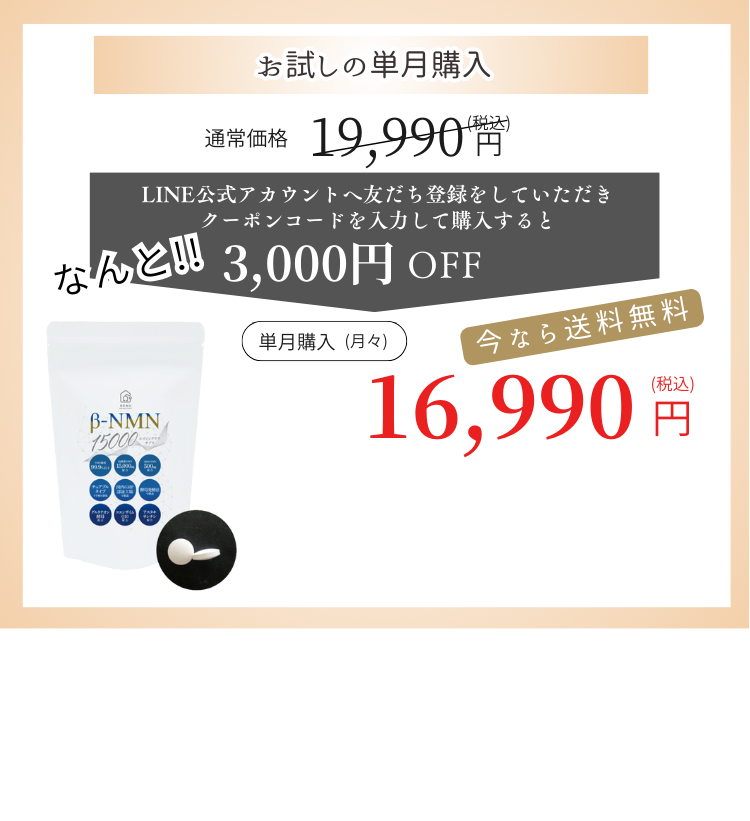 お試しの単月購入
通常価格 19,990円(税込)
LINE公式アカウントへ友だち登録をしていただき
クーポンコードを入力して購入すると
なんと!! 3,000円 OFF
単月購入 (月々)
今なら送料無料
16,990円(税込)
β-NMN
15000